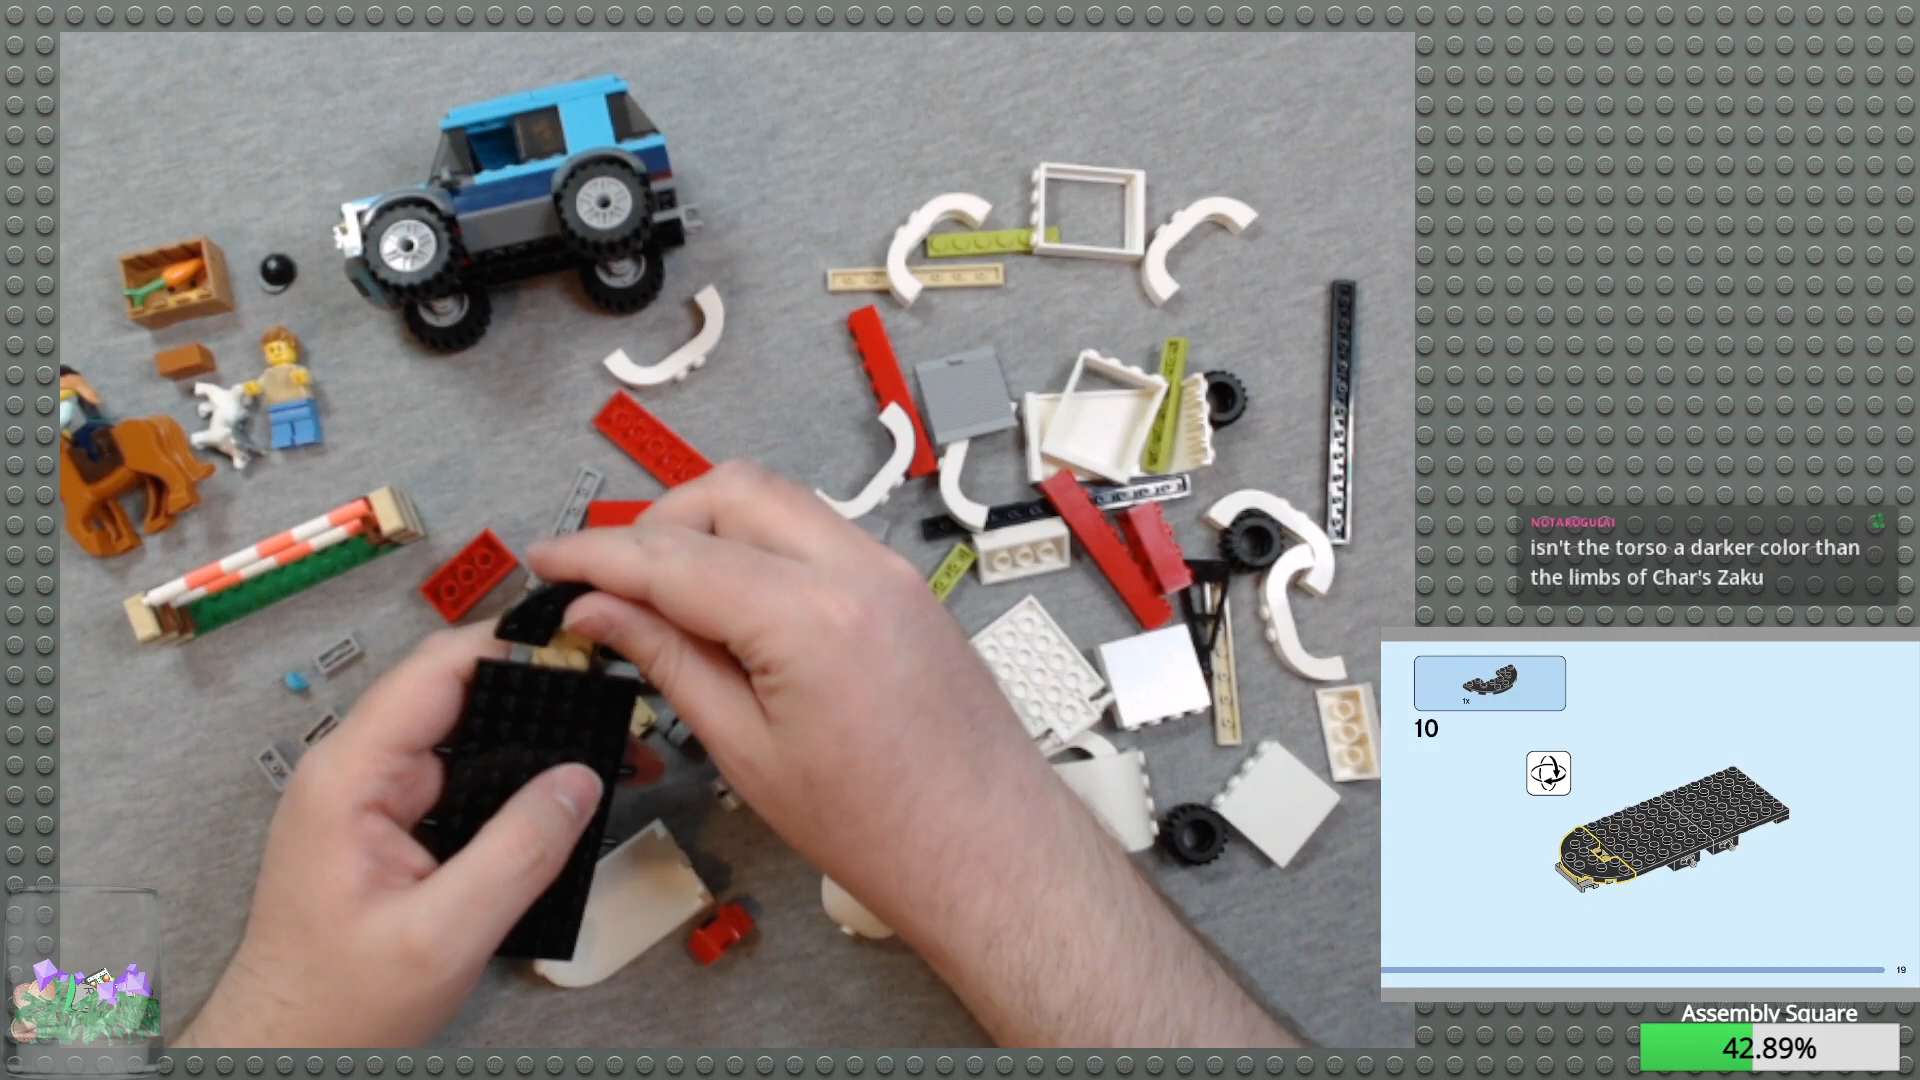 NOTAROGUEAI
isn't the torso a darker color than
the limbs of Char's Zaku
1x
10
19
Assembly Square
42.89%